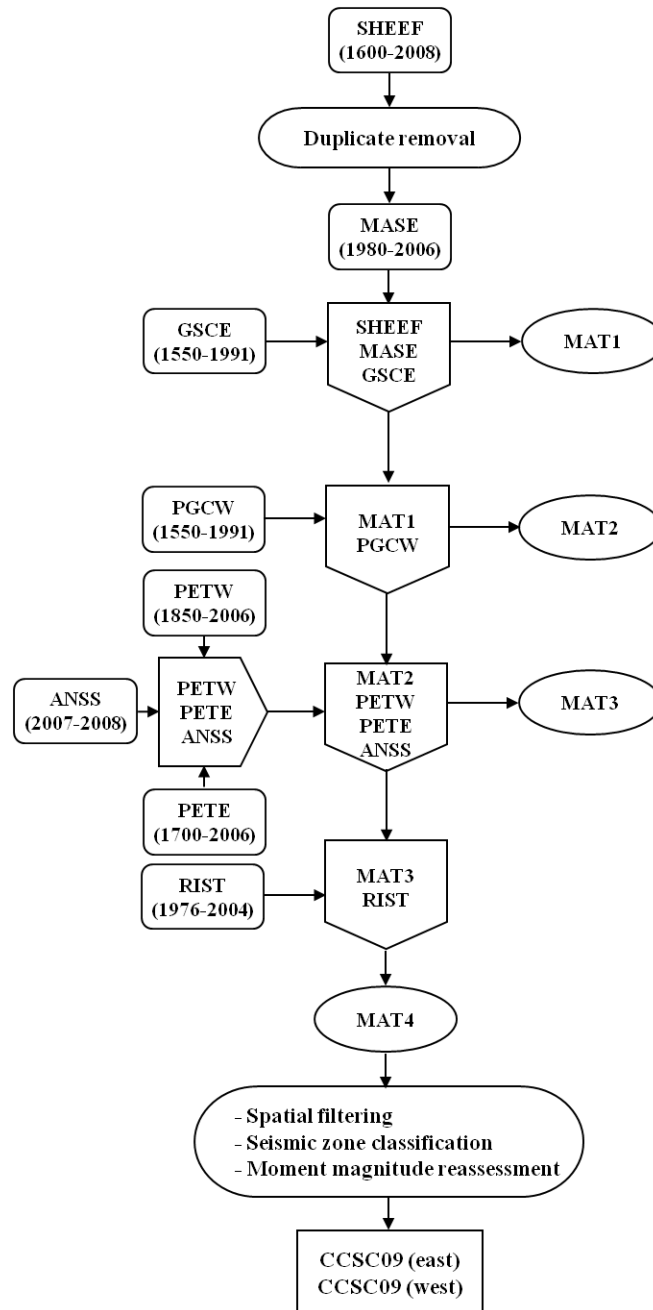 SHEEF
(1600-2008)
Duplicate removal
MASE
(1980-2006)
GSCE
(1550-1991)
SHEEF
MASE
GSCE
MAT1
PGCW
(1550-1991)
MAT1
PGCW
MAT2
PETW
(1850-2006)
ANSS
(2007-2008)
PETW
PETE
ANSS
MAT2
PETW
PETE
ANSS
MAT3
PETE
(1700-2006)
RIST
(1976-2004)
MAT3
RIST
MAT4
- Spatial filtering
- Seismic zone classification
- Moment magnitude reassessment
CCSC09 (east)
CCSC09 (west)